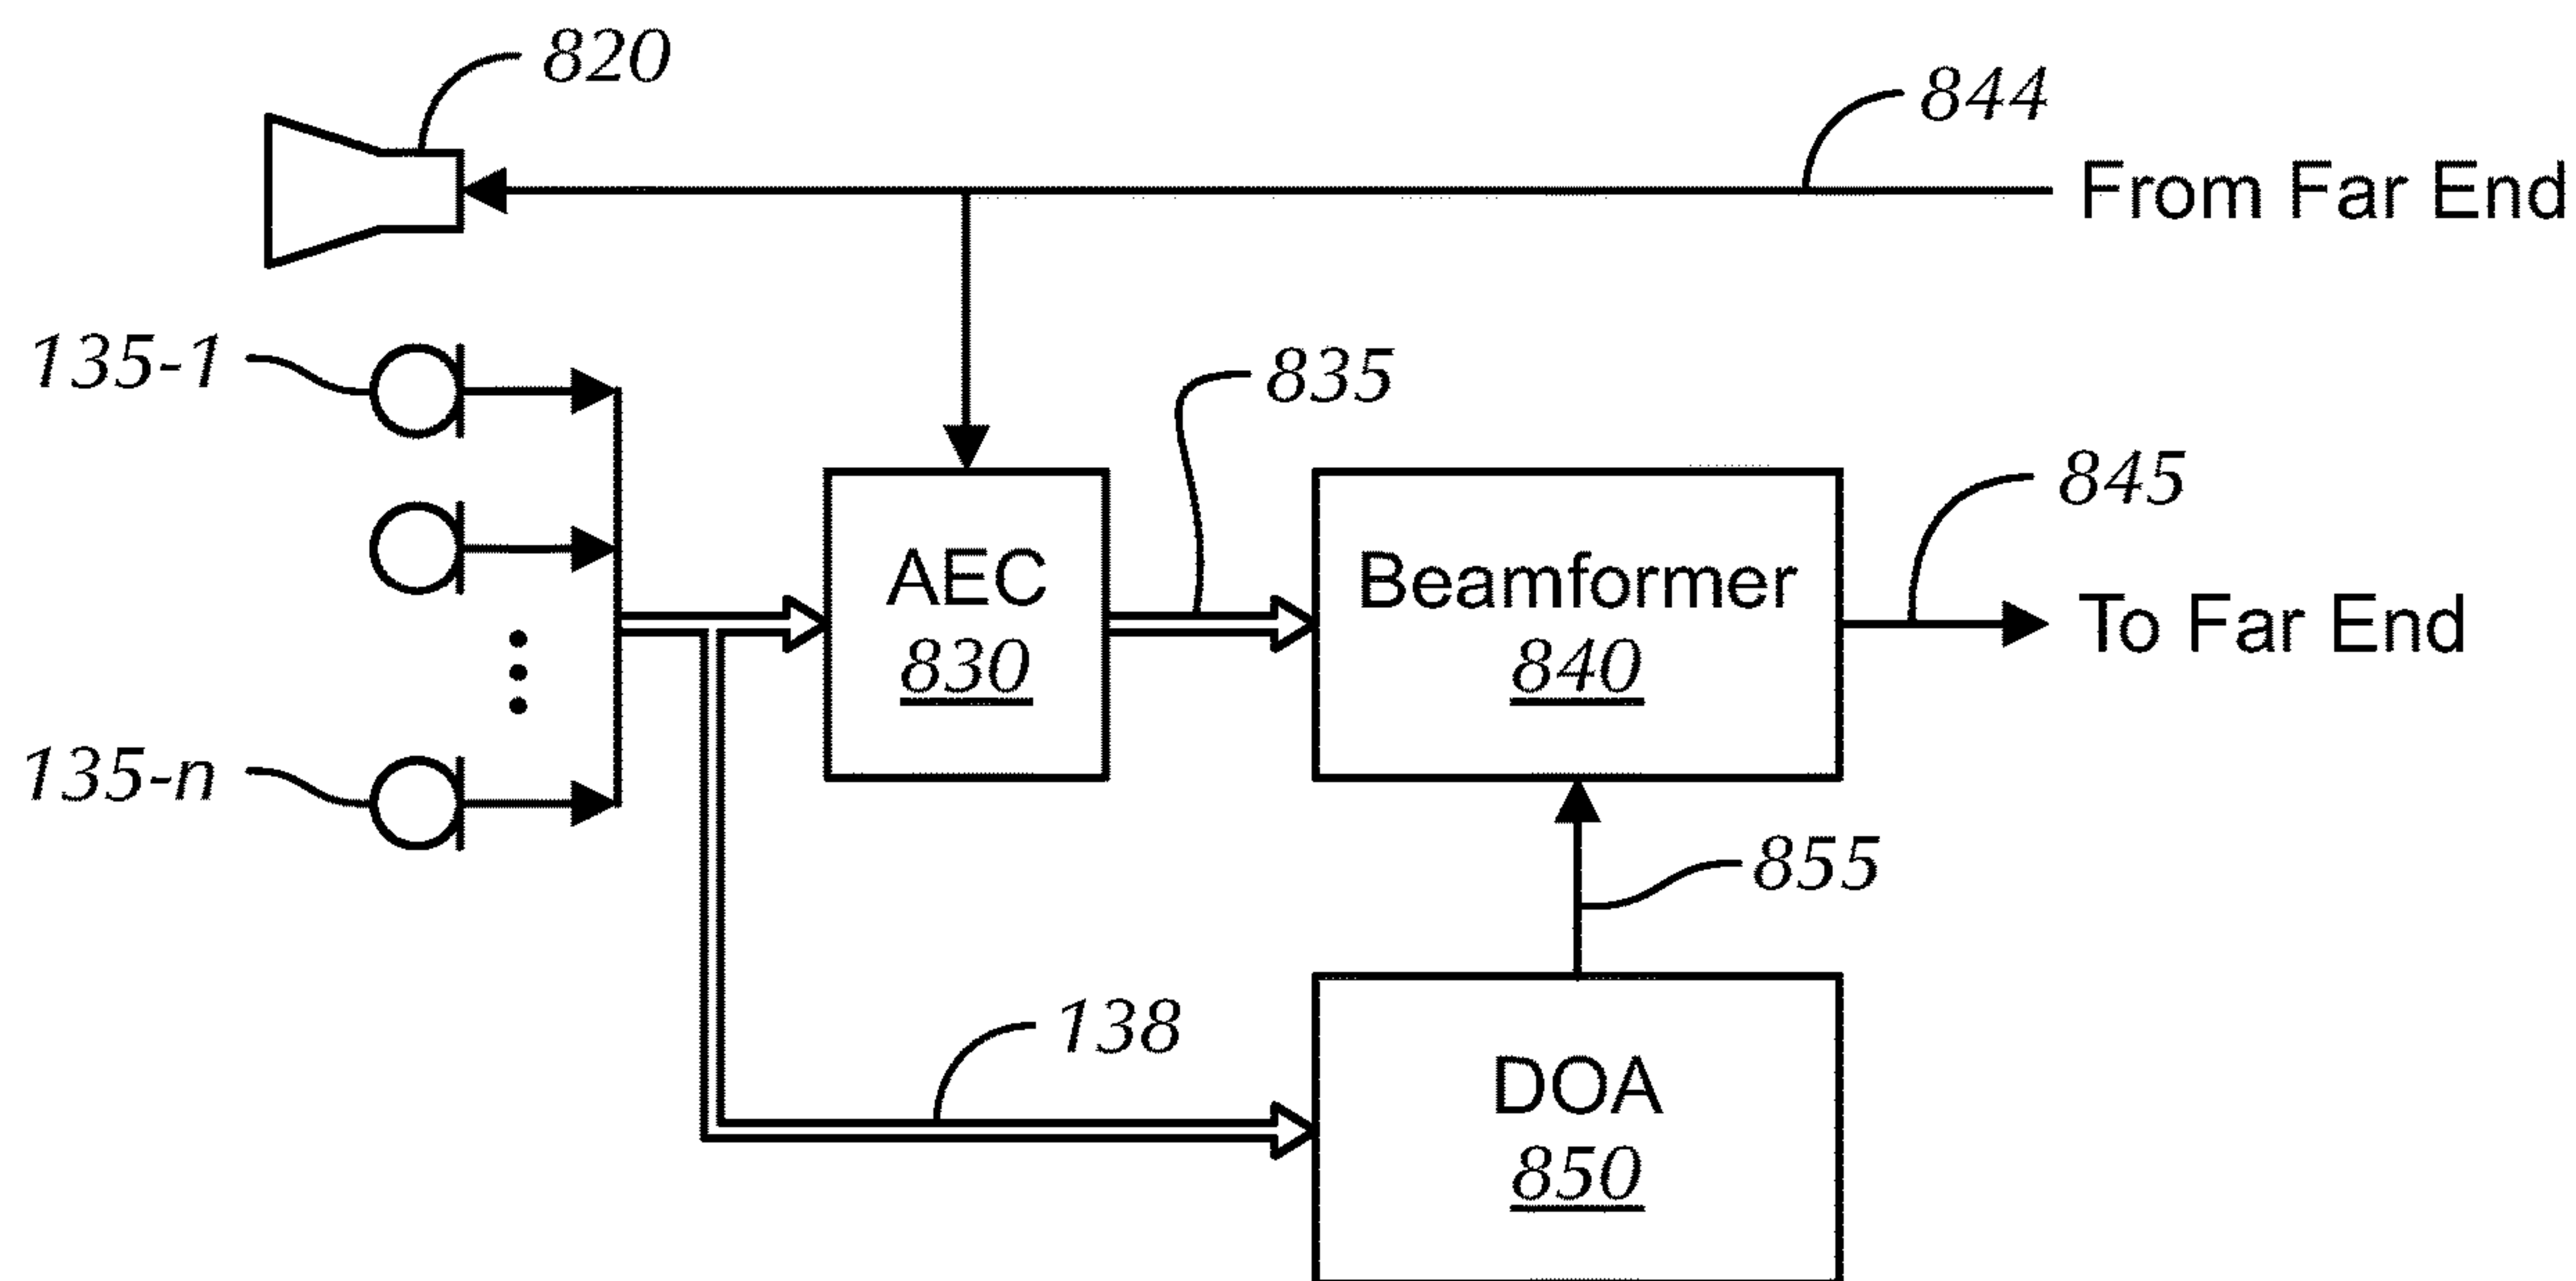 820
844
From Far End
135-1
835
845
AEC
830
Beamformer
840
To Far End
135-n
855
138
DOA
850